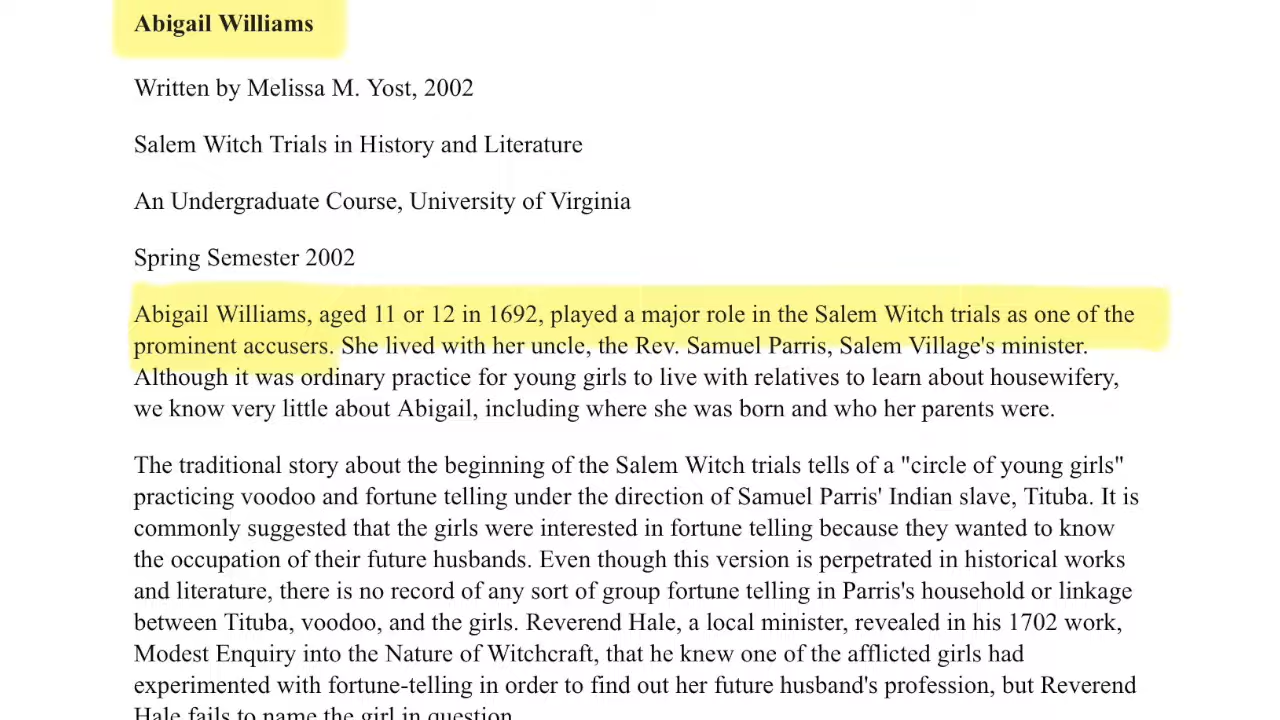 Abigail Williams
Written by Melissa M. Yost, 2002
Salem Witch Trials in History and Literature
An Undergraduate Course, University of Virginia
Spring Semester 2002
Abigail Williams, aged 11 or 12 in 1692, played a major role in the Salem Witch trials as one of the
prominent accusers. She lived with her uncle, the Rev. Samuel Parris, Salem Village's minister.
Although it was ordinary practice for young girls to live with relatives to learn about housewifery,
we know very little about Abigail, including where she was born and who her parents were.
The traditional story about the beginning of the Salem Witch trials tells of a "circle of young girls"
practicing voodoo and fortune telling under the direction of Samuel Parris' Indian slave, Tituba. It is
commonly suggested that the girls were interested in fortune telling because they wanted to know
the occupation of their future husbands. Even though this version is perpetrated in historical works
and literature, there is no record of any sort of group fortune telling in Parris's household or linkage
between Tituba, voodoo, and the girls. Reverend Hale, a local minister, revealed in his 1702 work,
Modest Enquiry into the Nature of Witchcraft, that he knew one of the afflicted girls had
experimented with fortune-telling in order to find out her future husband's profession, but Reverend
Hale fails to name the girl in question.